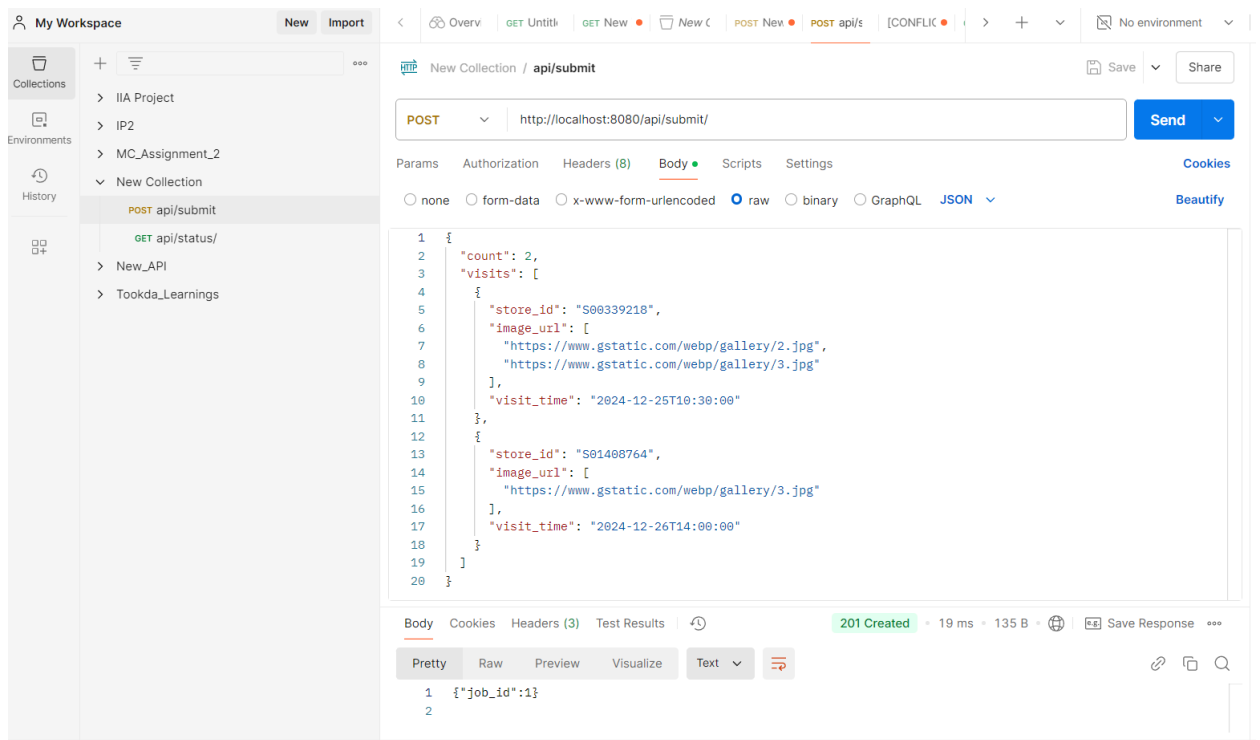 My Workspace New Import
Overv GET Untitl GET New New C POST New POST api/s [CONFLIC No environment
Collections
Environments
History
IIA Project
IP2
MC_Assignment_2
New Collection
POST api/submit
GET api/status/
New_API
Tookda_Learnings
HTTP New Collection / api/submit Save Share
POST http://localhost:8080/api/submit/ Send
Params Authorization Headers (8) Body Scripts Settings Cookies
none form-data x-www-form-urlencoded raw binary GraphQL JSON Beautify
1 {
2 "count": 2,
3 "visits": [
4 {
5 "store_id": "S00339218",
6 "image_url": [
7 "https://www.gstatic.com/webp/gallery/2.jpg",
8 "https://www.gstatic.com/webp/gallery/3.jpg"
9 ],
10 "visit_time": "2024-12-25T10:30:00"
11 },
12 {
13 "store_id": "S01408764",
14 "image_url": [
15 "https://www.gstatic.com/webp/gallery/3.jpg"
16 ],
17 "visit_time": "2024-12-26T14:00:00"
18 }
19 ]
20 }
Body Cookies Headers (3) Test Results 201 Created 19 ms 135 B e.g. Save Response
Pretty Raw Preview Visualize Text
1 {"job_id":1}
2